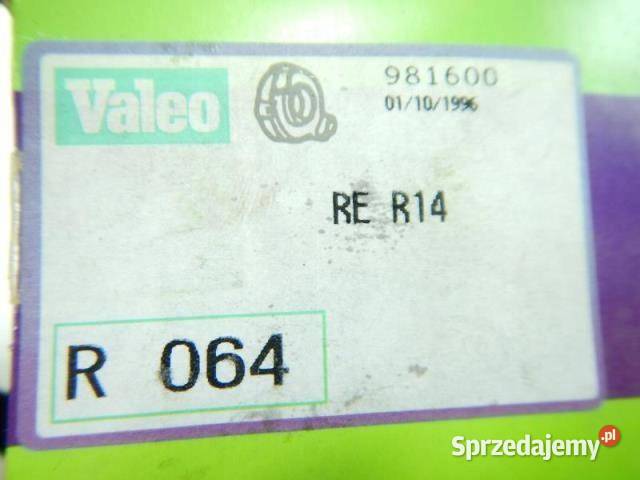 Valeo
981600
01/10/1996
RE R14
R 064
Sprzedajemy.pl